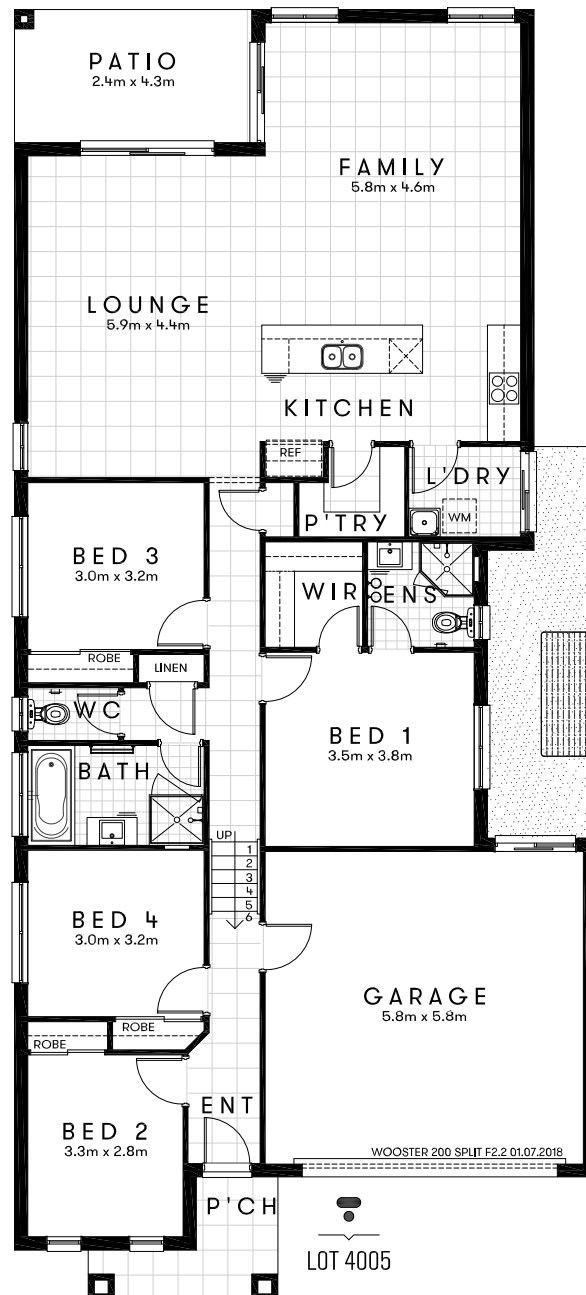 PATIO
2.4m x 4.3m
FAMILY
5.8m x 4.6m
LOUNGE
5.9m x 4.4m
KITCHEN
REF
L'DRY
P'TRY
WM
BED 3
3.0m x 3.2m
WIR
ENS
ROBE
LINEN
WC
BED 1
3.5m x 3.8m
BATH
UP
1
2
3
4
5
6
BED 4
3.0m x 3.2m
GARAGE
5.8m x 5.8m
ROBE
ROBE
ENT
BED 2
3.3m x 2.8m
WOOSTER 200 SPLIT F2.2 01.07.2018
P'CH
LOT 4005